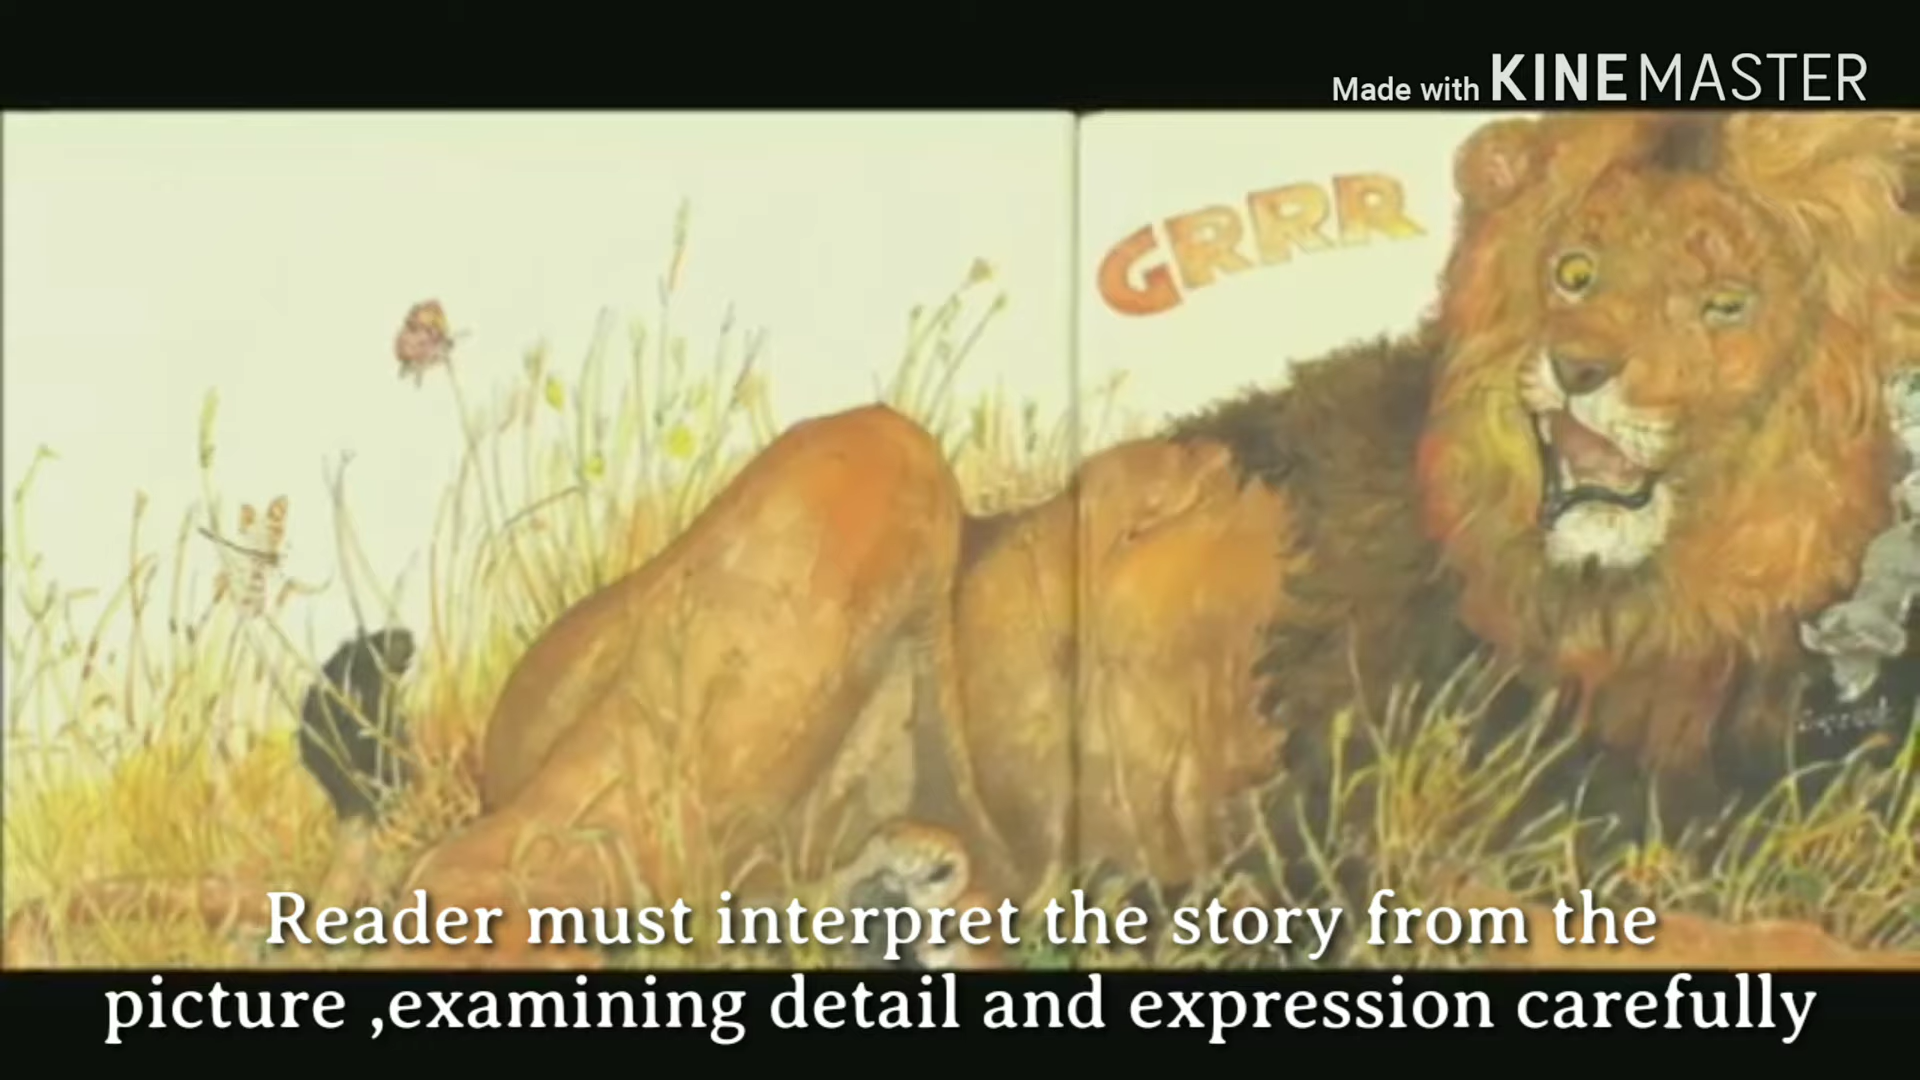 Made with KINEMASTER
GRRR
Reader must interpret the story from the
picture ,examining detail and expression carefully